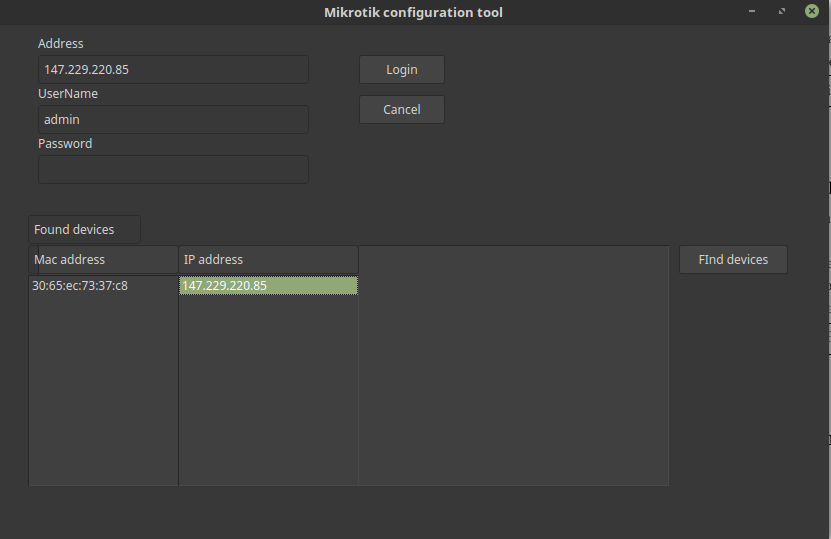 Mikrotik configuration tool
Address
147.229.220.85
Login
UserName
Cancel
admin
Password
Found devices
Mac address IP address FInd devices
30:65:ec:73:37:c8 147.229.220.85